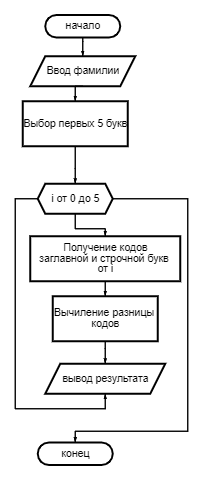 начало
Ввод фамилии
Выбор первых 5 букв
i от 0 до 5
Получение кодов
заглавной и строчной букв
от i
Вычиление разницы
кодов
вывод результата
конец